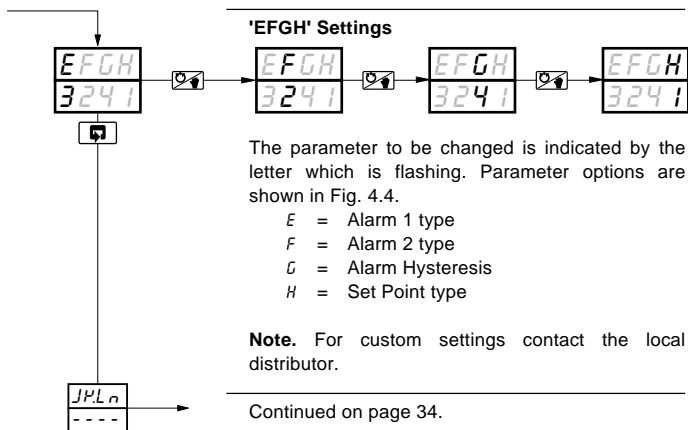 'EFGH' Settings
EFGH EFGH EFGH EFGH
3241 3241 3241 3241
The parameter to be changed is indicated by the
letter which is flashing. Parameter options are
shown in Fig. 4.4.
E = Alarm 1 type
F = Alarm 2 type
G = Alarm Hysteresis
H = Set Point type
Note. For custom settings contact the local
distributor.
- - - -
Continued on page 34.